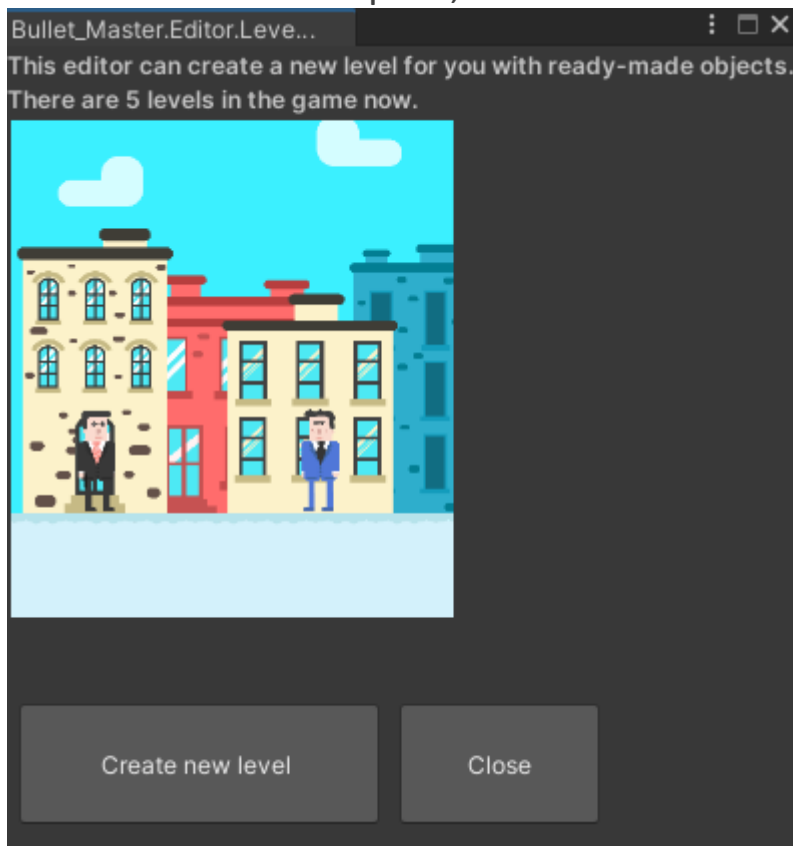 Bullet_Master.Editor.Leve...
This editor can create a new level for you with ready-made objects.
There are 5 levels in the game now.
Create new level
Close